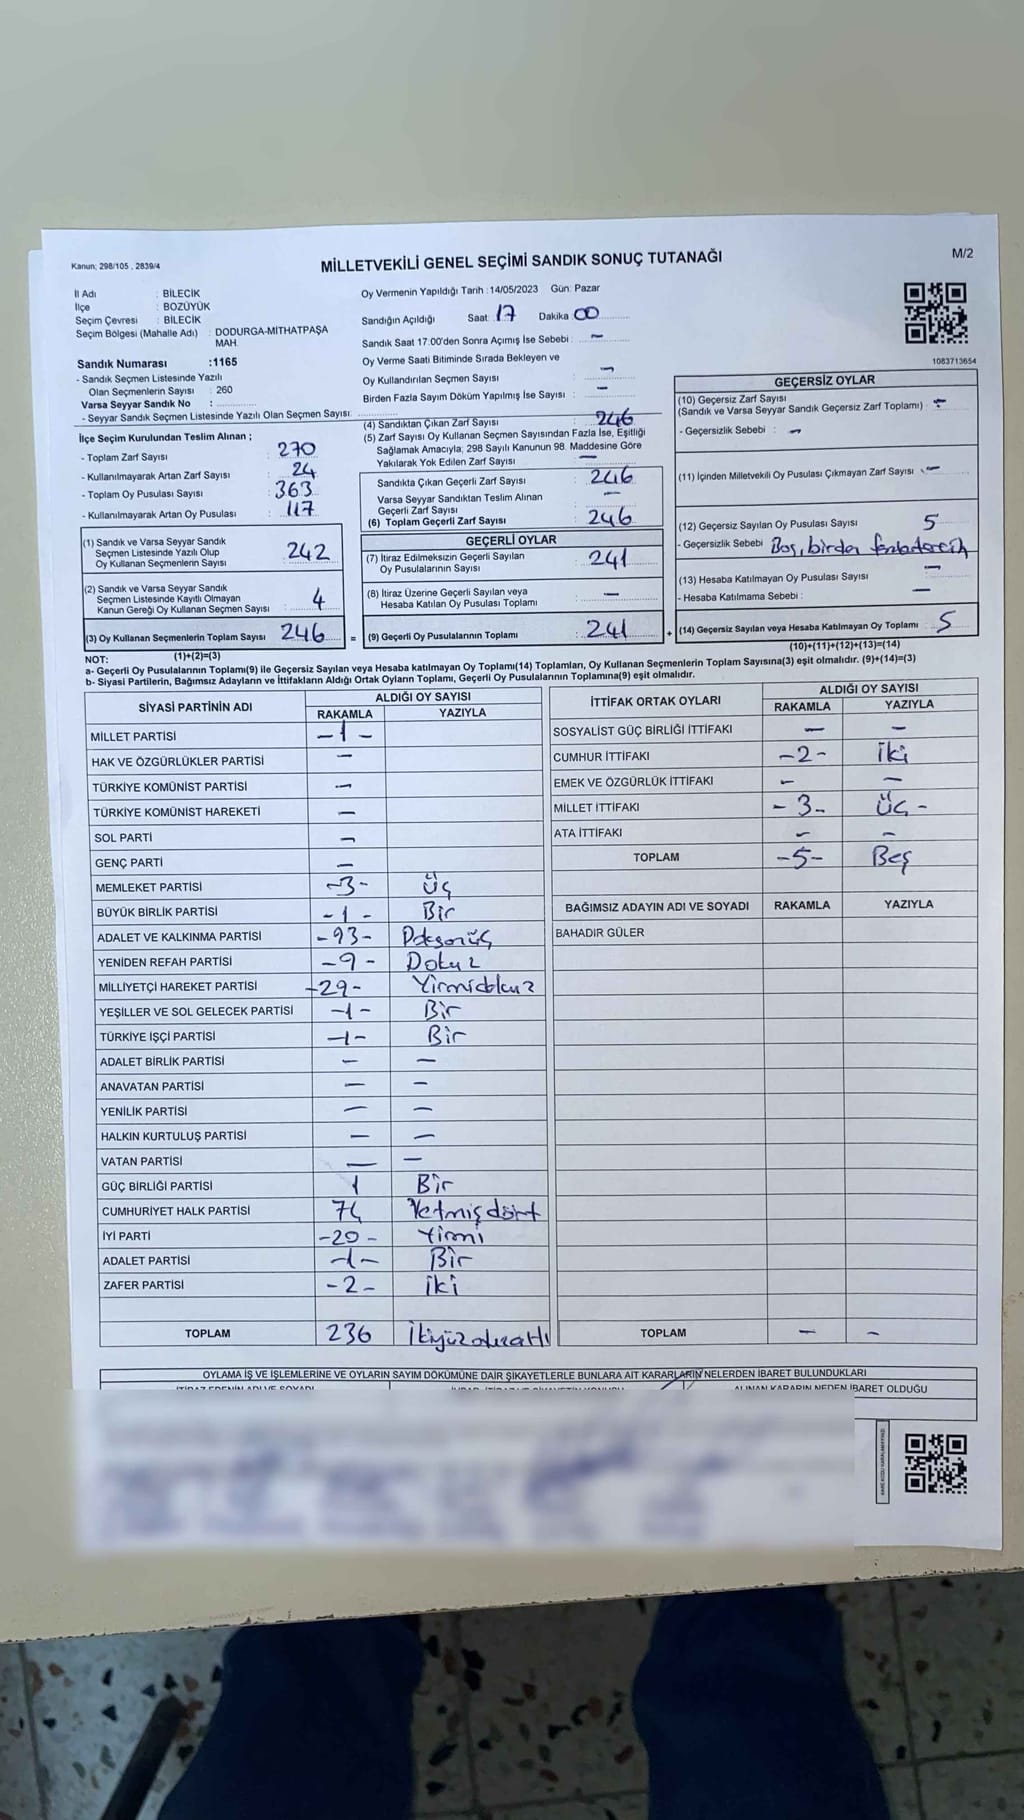 Kanun; 298/105 , 2839/4
MİLLETVEKİLİ GENEL SEÇİMİ SANDIK SONUÇ TUTANAĞI
M/2
İl Adı : BİLECİK
İlçe : BOZÜYÜK
Seçim Çevresi : BİLECİK
Seçim Bölgesi (Mahalle Adı) : DODURGA-MİTHATPAŞA MAH.
Sandık Numarası :1165
- Sandık Seçmen Listesinde Yazılı
Olan Seçmenlerin Sayısı : 260
Varsa Seyyar Sandık No :
- Seyyar Sandık Seçmen Listesinde Yazılı Olan Seçmen Sayısı:
İlçe Seçim Kurulundan Teslim Alınan ;
- Toplam Zarf Sayısı : 270
- Kullanılmayarak Artan Zarf Sayısı : 24
- Toplam Oy Pusulası Sayısı : 363
- Kullanılmayarak Artan Oy Pusulası : 117
(1) Sandık ve Varsa Seyyar Sandık
Seçmen Listesinde Yazılı Olup
Oy Kullanan Seçmenlerin Sayısı : 242
(2) Sandık ve Varsa Seyyar Sandık
Seçmen Listesinde Kayıtlı Olmayan
Kanun Gereği Oy Kullanan Seçmen Sayısı : 4
(3) Oy Kullanan Seçmenlerin Toplam Sayısı : 246 =
(1)+(2)=(3)
Oy Vermenin Yapıldığı Tarih : 14/05/2023 Gün: Pazar
Sandığın Açıldığı Saat: 17 Dakika: 00
Sandık Saat 17:00'den Sonra Açımış İse Sebebi : -
Oy Verme Saati Bitiminde Sırada Bekleyen ve
Oy Kullandırılan Seçmen Sayısı : -
Birden Fazla Sayım Döküm Yapılmış İse Sayısı : -
(4) Sandıktan Çıkan Zarf Sayısı : 246
(5) Zarf Sayısı Oy Kullanan Seçmen Sayısından Fazla İse, Eşitliği
Sağlamak Amacıyla, 298 Sayılı Kanunun 98. Maddesine Göre
Yakılarak Yok Edilen Zarf Sayısı : -
Sandıkta Çıkan Geçerli Zarf Sayısı : 246
Varsa Seyyar Sandıktan Teslim Alınan
Geçerli Zarf Sayısı : -
(6) Toplam Geçerli Zarf Sayısı : 246
GEÇERLİ OYLAR
(7) İtiraz Edilmeksizin Geçerli Sayılan
Oy Pusulalarının Sayısı : 241
(8) İtiraz Üzerine Geçerli Sayılan veya
Hesaba Katılan Oy Pusulası Toplamı : -
(9) Geçerli Oy Pusulalarının Toplamı : 241 +
1083713654
GEÇERSİZ OYLAR
(10) Geçersiz Zarf Sayısı
(Sandık ve Varsa Seyyar Sandık Geçersiz Zarf Toplamı) : -
- Geçersizlik Sebebi : -
(11) İçinden Milletvekili Oy Pusulası Çıkmayan Zarf Sayısı : -
(12) Geçersiz Sayılan Oy Pusulası Sayısı 5
- Geçersizlik Sebebi : Boş, birden
(13) Hesaba Katılmayan Oy Pusulası Sayısı : -
- Hesaba Katılmama Sebebi : -
(14) Geçersiz Sayılan veya Hesaba Katılmayan Oy Toplamı : 5
(10)+(11)+(12)+(13)=(14)
NOT:
a- Geçerli Oy Pusulalarının Toplamı(9) ile Geçersiz Sayılan veya Hesaba katılmayan Oy Toplamı(14) Toplamları, Oy Kullanan Seçmenlerin Toplam Sayısına(3) eşit olmalıdır. (9)+(14)=(3)
b- Siyasi Partilerin, Bağımsız Adayların ve İttifakların Aldığı Ortak Oyların Toplamı, Geçerli Oy Pusulalarının Toplamına(9) eşit olmalıdır.
SİYASİ PARTİNİN ADI ALDIĞI OY SAYISI
RAKAMLA YAZIYLA
MİLLET PARTİSİ -1-
HAK VE ÖZGÜRLÜKLER PARTİSİ -
TÜRKİYE KOMÜNİST PARTİSİ -
TÜRKİYE KOMÜNİST HAREKETİ -
SOL PARTİ -
GENÇ PARTİ -
MEMLEKET PARTİSİ -3- Üç
BÜYÜK BİRLİK PARTİSİ -1- Bir
ADALET VE KALKINMA PARTİSİ -93-
YENİDEN REFAH PARTİSİ -9- Dokuz
MİLLİYETÇİ HAREKET PARTİSİ -29- Yirmidokuz
YEŞİLLER VE SOL GELECEK PARTİSİ -1- Bir
TÜRKİYE İŞÇİ PARTİSİ -1- Bir
ADALET BİRLİK PARTİSİ - -
ANAVATAN PARTİSİ - -
YENİLİK PARTİSİ - -
HALKIN KURTULUŞ PARTİSİ - -
VATAN PARTİSİ - -
GÜÇ BİRLİĞİ PARTİSİ 1 Bir
CUMHURİYET HALK PARTİSİ 74 Yetmişdört
İYİ PARTİ -20- Yirmi
ADALET PARTİSİ -1- Bir
ZAFER PARTİSİ -2- iki
TOPLAM 236 İkiyüzotuzaltı
İTTİFAK ORTAK OYLARI ALDIĞI OY SAYISI
RAKAMLA YAZIYLA
SOSYALİST GÜÇ BİRLİĞİ İTTİFAKI - -
CUMHUR İTTİFAKI -2- İki
EMEK VE ÖZGÜRLÜK İTTİFAKI - -
MİLLET İTTİFAKI -3- Üç -
ATA İTTİFAKI - -
TOPLAM -5- Beş
BAĞIMSIZ ADAYIN ADI VE SOYADI RAKAMLA YAZIYLA
BAHADIR GÜLER
TOPLAM - -
OYLAMA İŞ VE İŞLEMLERİNE VE OYLARIN SAYIM DÖKÜMÜNE DAİR ŞİKAYETLERLE BUNLARA AİT KARARLARIN NELERDEN İBARET BULUNDUKLARI
ALINAN KARARIN NEDEN İBARET OLDUĞU